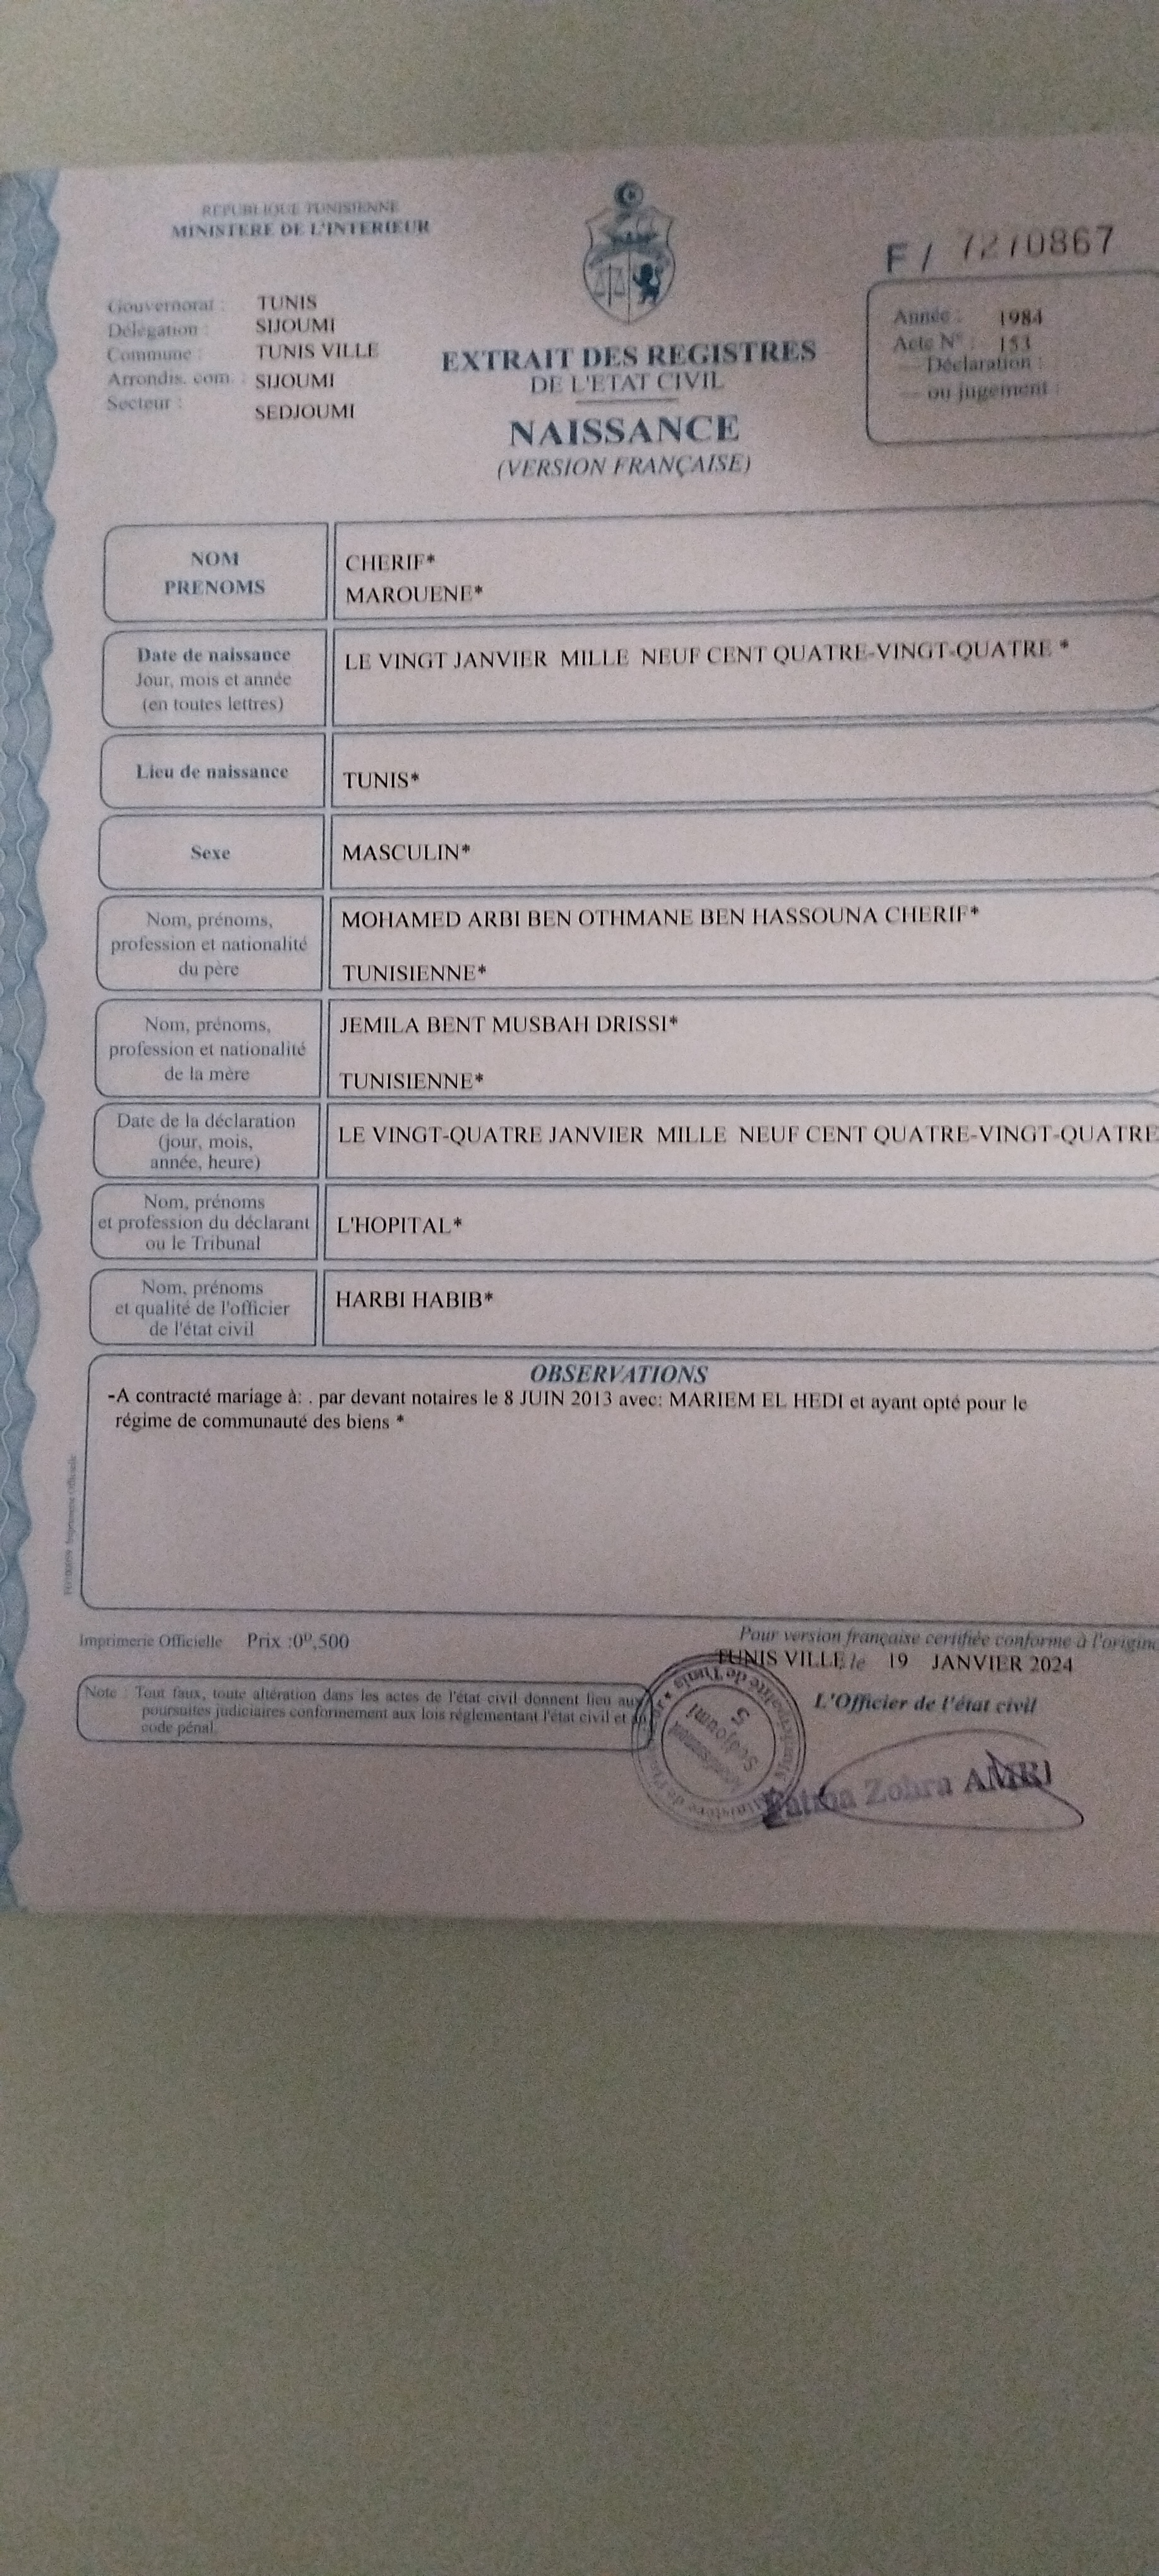 REPUBLIQUE TUNISIENNE
MINISTERE DE L'INTERIEUR
F / 7270867
Gouvernorat : TUNIS
Délégation : SIJOUMI
Commune : TUNIS VILLE
Arrondis. com. : SIJOUMI
Secteur : SEDJOUMI
EXTRAIT DES REGISTRES
DE L'ETAT CIVIL
NAISSANCE
(VERSION FRANÇAISE)
Année : 1984
Acte N° : 153
— Déclaration :
— ou jugement :
NOM
PRENOMS
CHERIF*
MAROUENE*
Date de naissance
Jour, mois et année
(en toutes lettres)
LE VINGT JANVIER MILLE NEUF CENT QUATRE-VINGT-QUATRE *
Lieu de naissance
TUNIS*
Sexe
MASCULIN*
Nom, prénoms,
profession et nationalité
du père
MOHAMED ARBI BEN OTHMANE BEN HASSOUNA CHERIF*
TUNISIENNE*
Nom, prénoms,
profession et nationalité
de la mère
JEMILA BENT MUSBAH DRISSI*
TUNISIENNE*
Date de la déclaration
(jour, mois,
année, heure)
LE VINGT-QUATRE JANVIER MILLE NEUF CENT QUATRE-VINGT-QUATRE
Nom, prénoms
et profession du déclarant
ou le Tribunal
L'HOPITAL*
Nom, prénoms
et qualité de l'officier
de l'état civil
HARBI HABIB*
OBSERVATIONS
-A contracté mariage à: . par devant notaires le 8 JUIN 2013 avec: MARIEM EL HEDI et ayant opté pour le
régime de communauté des biens *
Imprimerie Officielle Prix :0ᴰ,500
Pour version française certifiée conforme à l'origine
TUNIS VILLE le 19 JANVIER 2024
L'Officier de l'état civil
Note : Tout faux, toute altération dans les actes de l'état civil donnent lieu aux
poursuites judiciaires conformement aux lois réglementant l'état civil et au
code pénal.
Arrondissement
Sedjoumi
5
Fatma Zohra AMRI